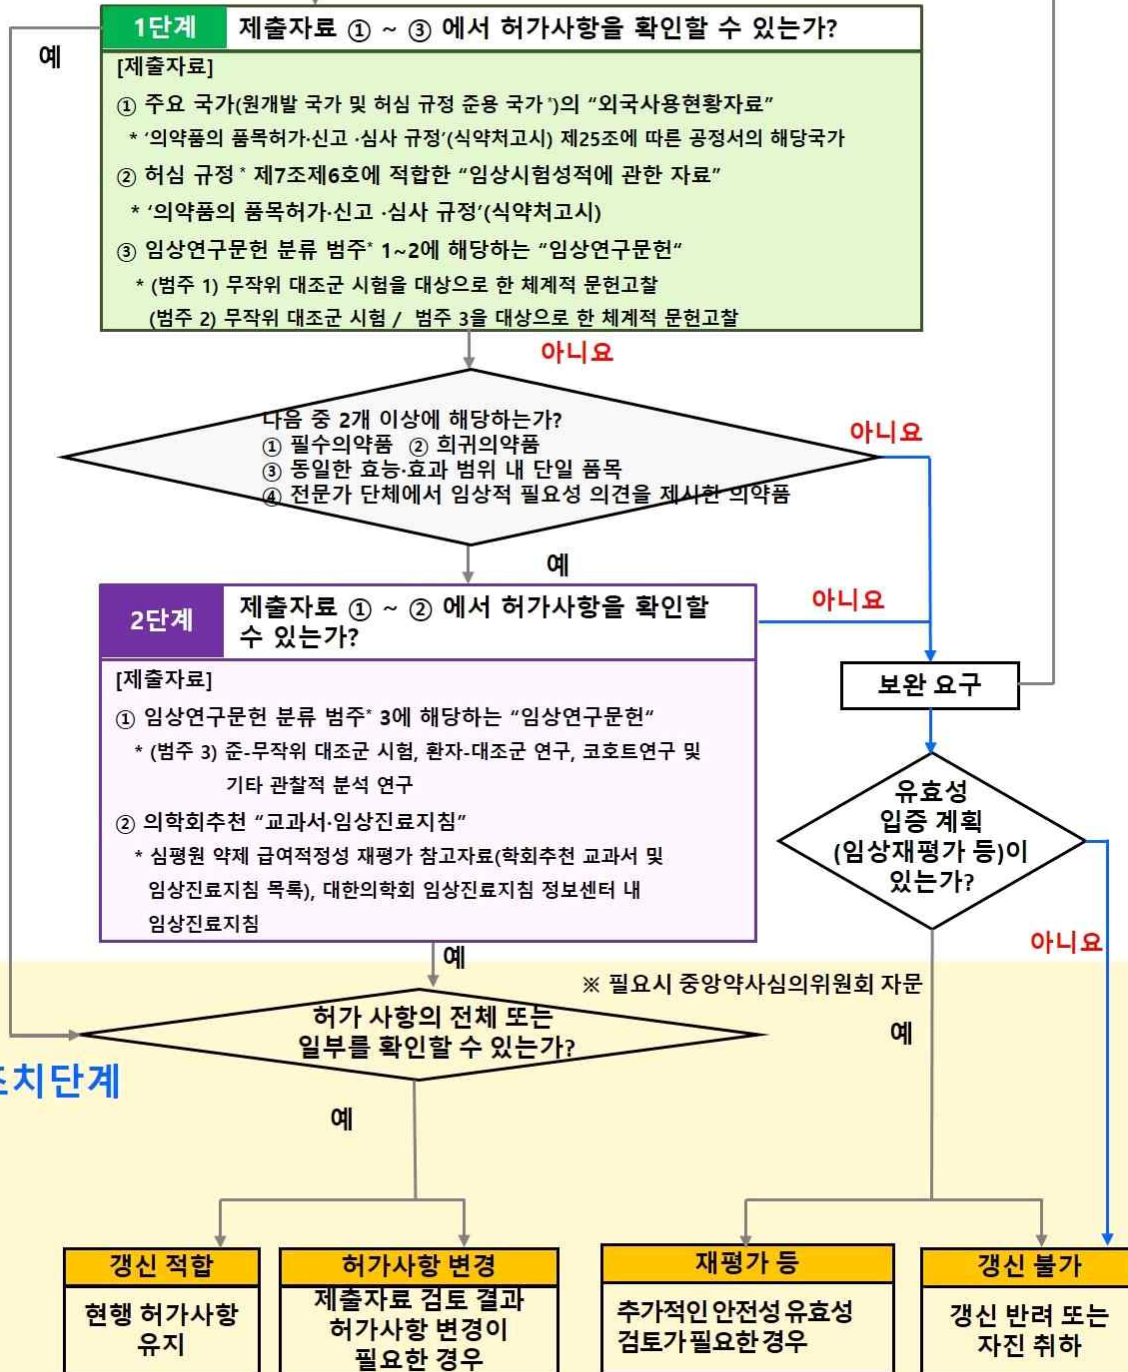 1단계 제출자료 ① ~ ③ 에서 허가사항을 확인할 수 있는가?
예
[제출자료]
① 주요 국가(원개발 국가 및 허심 규정 준용 국가*)의 “외국사용현황자료”
* ‘의약품의 품목허가·신고 ·심사 규정’(식약처고시) 제25조에 따른 공정서의 해당국가
② 허심 규정* 제7조제6호에 적합한 “임상시험성적에 관한 자료”
* ‘의약품의 품목허가·신고 ·심사 규정’(식약처고시)
③ 임상연구문헌 분류 범주* 1~2에 해당하는 “임상연구문헌“
* (범주 1) 무작위 대조군 시험을 대상으로 한 체계적 문헌고찰
(범주 2) 무작위 대조군 시험 / 범주 3을 대상으로 한 체계적 문헌고찰
아니요
다음 중 2개 이상에 해당하는가?
① 필수의약품 ② 희귀의약품
③ 동일한 효능·효과 범위 내 단일 품목
④ 전문가 단체에서 임상적 필요성 의견을 제시한 의약품
아니요
예
2단계 제출자료 ① ~ ② 에서 허가사항을 확인할
수 있는가?
아니요
[제출자료]
① 임상연구문헌 분류 범주* 3에 해당하는 “임상연구문헌“
* (범주 3) 준-무작위 대조군 시험, 환자-대조군 연구, 코호트연구 및
기타 관찰적 분석 연구
② 의학회추천 “교과서·임상진료지침”
* 심평원 약제 급여적정성 재평가 참고자료(학회추천 교과서 및
임상진료지침 목록), 대한의학회 임상진료지침 정보센터 내
임상진료지침
보완 요구
유효성
입증 계획
(임상재평가 등)이
있는가?
아니요
예
예
※ 필요시 중앙약사심의위원회 자문
허가 사항의 전체 또는
일부를 확인할 수 있는가?
조치단계
예
갱신 적합
현행 허가사항
유지
허가사항 변경
제출자료 검토 결과
허가사항 변경이
필요한 경우
재평가 등
추가적인 안전성 유효성
검토가 필요한 경우
갱신 불가
갱신 반려 또는
자진 취하